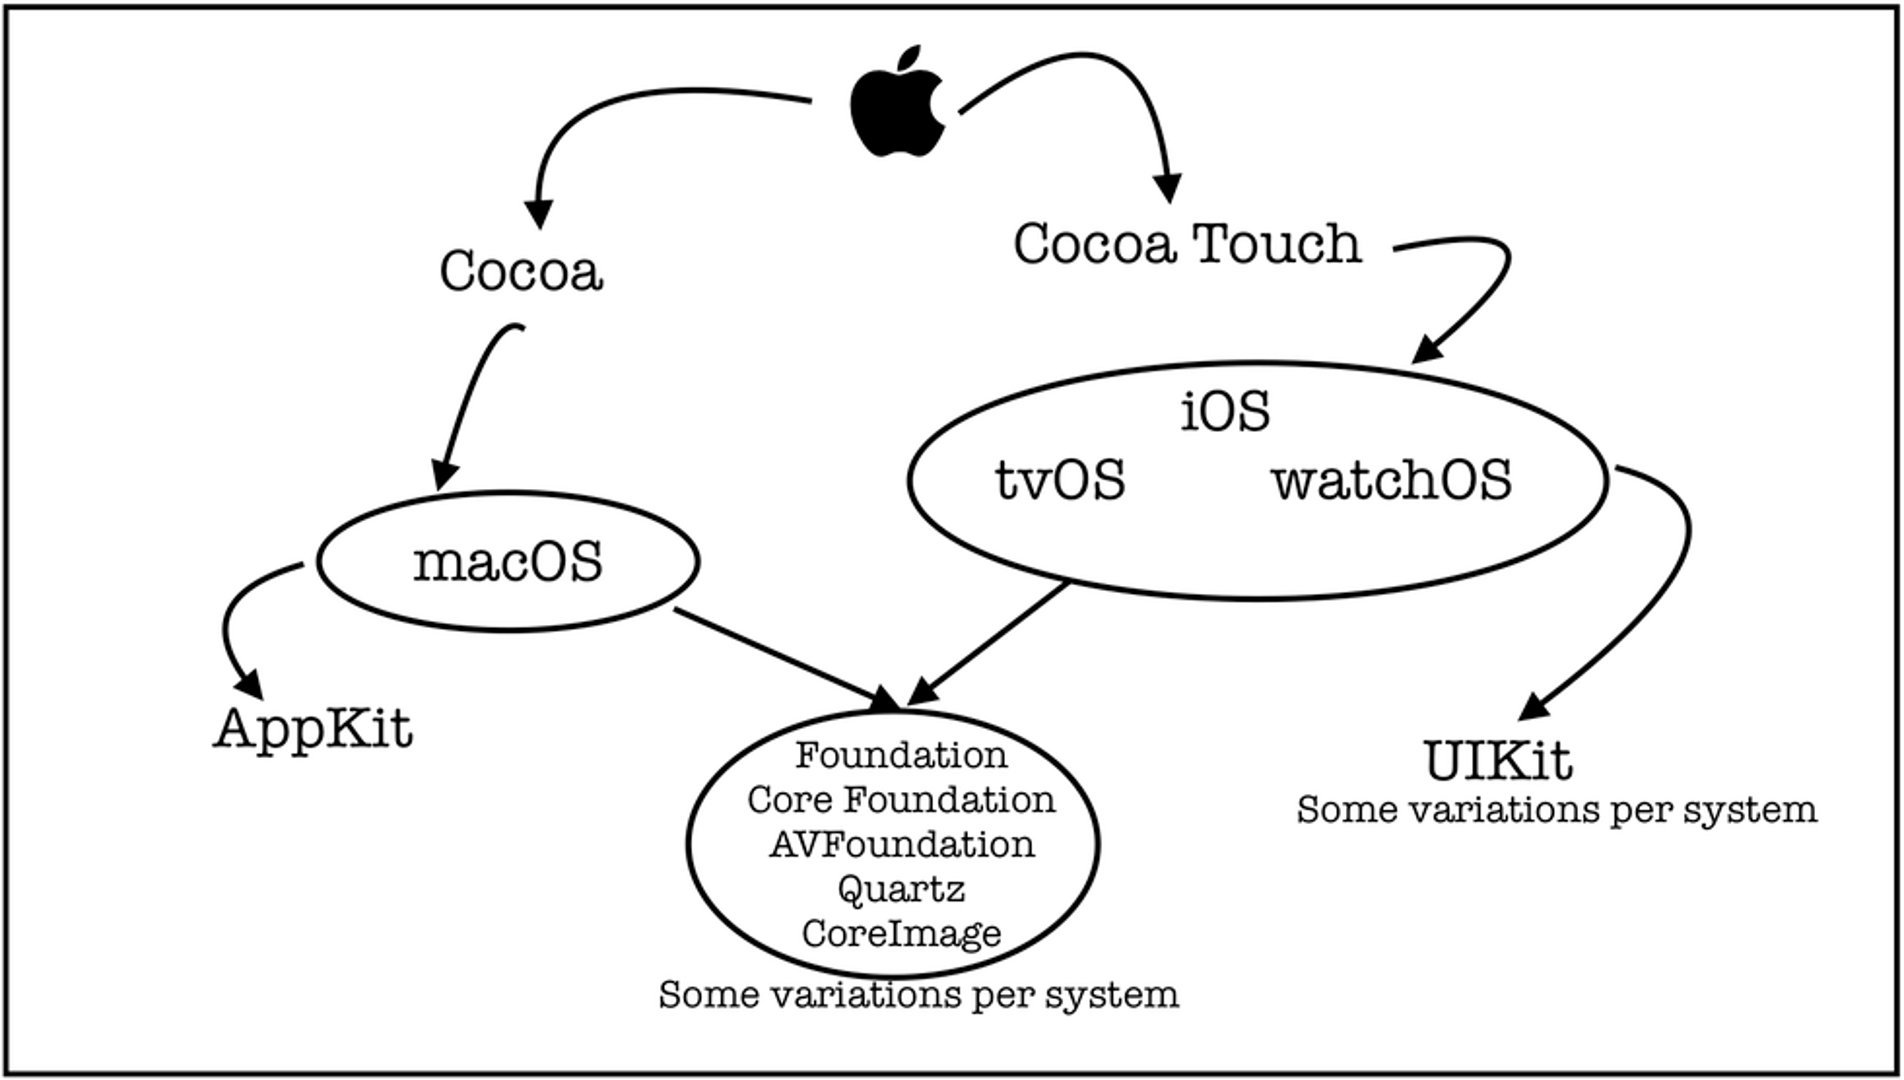 Cocoa
Cocoa Touch
iOS
tvOS watchOS
macOS
AppKit
Foundation
Core Foundation
AVFoundation
Quartz
CoreImage
Some variations per system
UIKit
Some variations per system